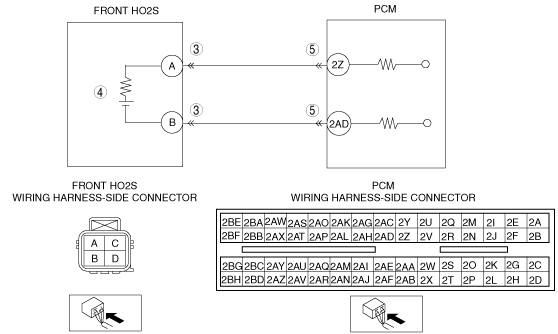 FRONT HO2S
PCM
A ③ ⑤ 2Z
④
B ③ ⑤ 2AD
FRONT HO2S
WIRING HARNESS-SIDE CONNECTOR
A C
B D
PCM
WIRING HARNESS-SIDE CONNECTOR
2BE 2BA 2AW 2AS 2AO 2AK 2AG 2AC 2Y 2U 2Q 2M 2I 2E 2A
2BF 2BB 2AX 2AT 2AP 2AL 2AH 2AD 2Z 2V 2R 2N 2J 2F 2B
2BG 2BC 2AY 2AU 2AQ 2AM 2AI 2AE 2AA 2W 2S 2O 2K 2G 2C
2BH 2BD 2AZ 2AV 2AR 2AN 2AJ 2AF 2AB 2X 2T 2P 2L 2H 2D